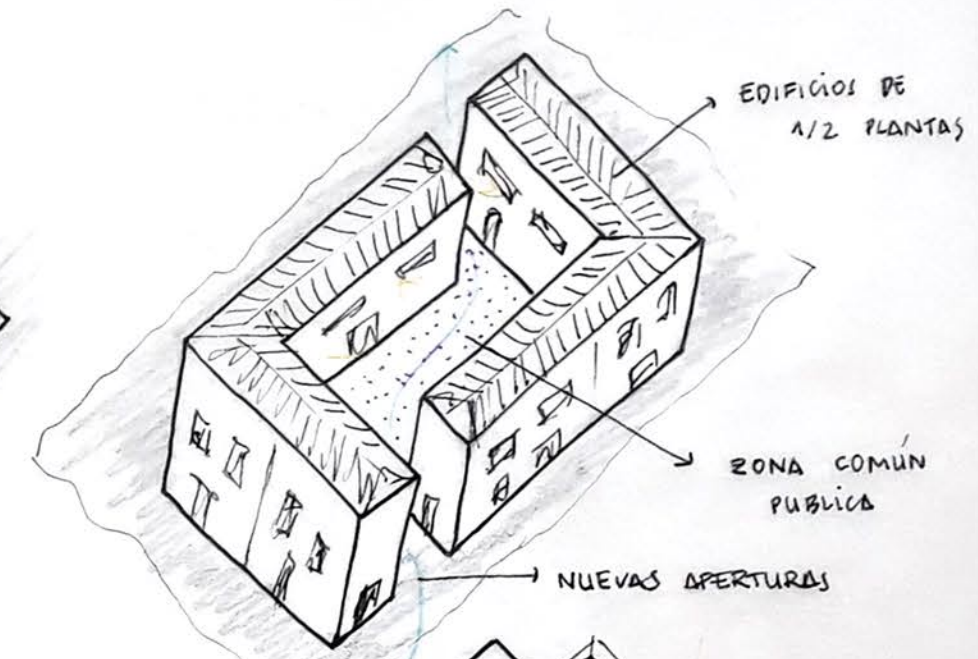 EDIFICIOS DE
1/2 PLANTAS
ZONA COMÚN
PUBLICA
NUEVAS APERTURAS